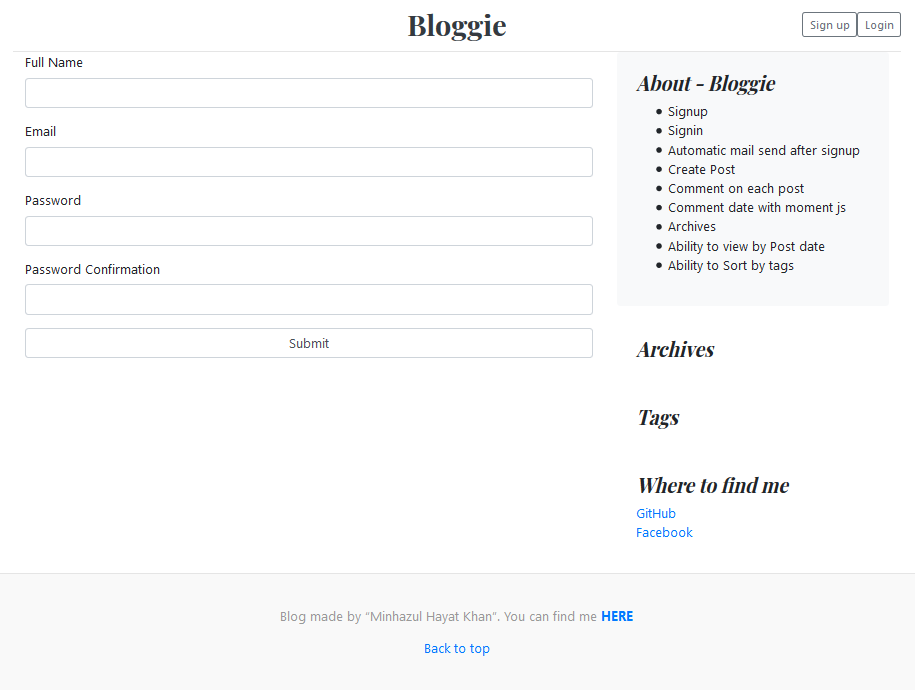 Bloggie
Sign up
Login
Full Name
Email
Password
Password Confirmation
Submit
About - Bloggie
Signup
Signin
Automatic mail send after signup
Create Post
Comment on each post
Comment date with moment js
Archives
Ability to view by Post date
Ability to Sort by tags
Archives
Tags
Where to find me
GitHub
Facebook
Blog made by “Minhazul Hayat Khan”. You can find me HERE
Back to top